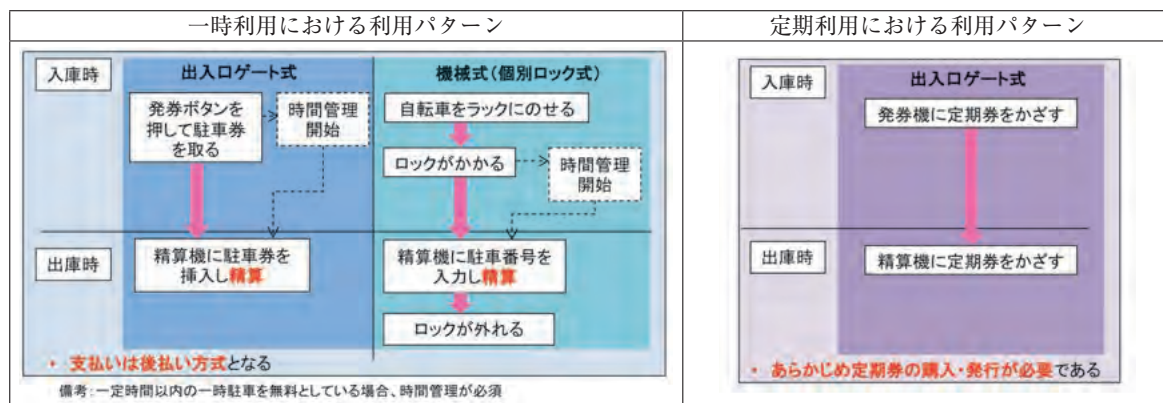 一時利用における利用パターン
入庫時
出入口ゲート式
発券ボタンを
押して駐車券
を取る
時間管理
開始
機械式(個別ロック式)
自転車をラックにのせる
ロックがかかる
時間管理
開始
出庫時
精算機に駐車券を
挿入し精算
精算機に駐車番号を
入力し精算
ロックが外れる
・ 支払いは後払い方式となる
備考:一定時間以内の一時駐車を無料としている場合、時間管理が必須
定期利用における利用パターン
入庫時
出入口ゲート式
発券機に定期券をかざす
出庫時
精算機に定期券をかざす
・ あらかじめ定期券の購入・発行が必要である